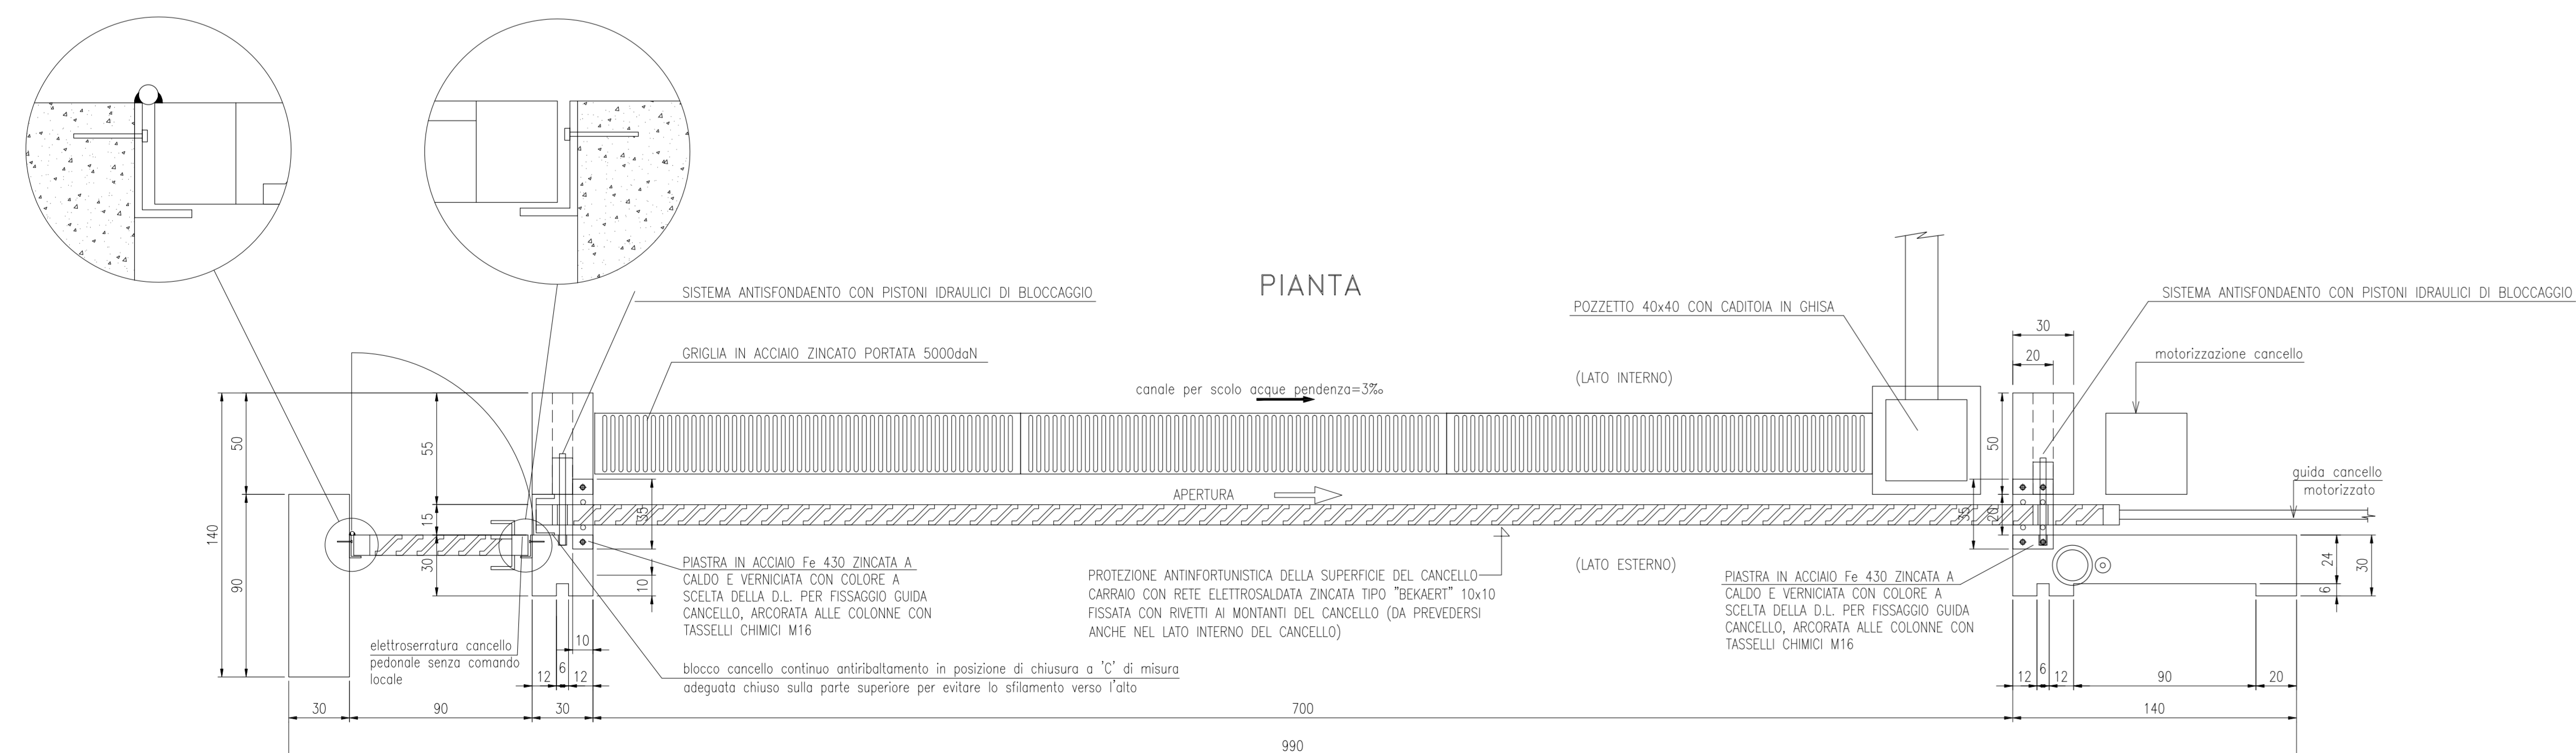 PIANTA
SISTEMA ANTISFONDAENTO CON PISTONI IDRAULICI DI BLOCCAGGIO
POZZETTO 40x40 CON CADITOIA IN GHISA
SISTEMA ANTISFONDAENTO CON PISTONI IDRAULICI DI BLOCCAGGIO
30
20
GRIGLIA IN ACCIAIO ZINCATO PORTATA 5000daN
motorizzazione cancello
(LATO INTERNO)
canale per scolo acque pendenza=3‰
140
50
90
55
15
30
35
10
50
35
20
24
30
6
guida cancello
motorizzato
APERTURA
PIASTRA IN ACCIAIO Fe 430 ZINCATA A
CALDO E VERNICIATA CON COLORE A
SCELTA DELLA D.L. PER FISSAGGIO GUIDA
CANCELLO, ARCORATA ALLE COLONNE CON
TASSELLI CHIMICI M16
PROTEZIONE ANTINFORTUNISTICA DELLA SUPERFICIE DEL CANCELLO
CARRAIO CON RETE ELETTROSALDATA ZINCATA TIPO "BEKAERT" 10x10
FISSATA CON RIVETTI AI MONTANTI DEL CANCELLO (DA PREVEDERSI
ANCHE NEL LATO INTERNO DEL CANCELLO)
(LATO ESTERNO)
PIASTRA IN ACCIAIO Fe 430 ZINCATA A
CALDO E VERNICIATA CON COLORE A
SCELTA DELLA D.L. PER FISSAGGIO GUIDA
CANCELLO, ARCORATA ALLE COLONNE CON
TASSELLI CHIMICI M16
elettroserratura cancello
pedonale senza comando
locale
10
12 6 12
blocco cancello continuo antiribaltamento in posizione di chiusura a 'C' di misura
adeguata chiuso sulla parte superiore per evitare lo sfilamento verso l'alto
12 6 12 90 20
30 90 30 700 140
990